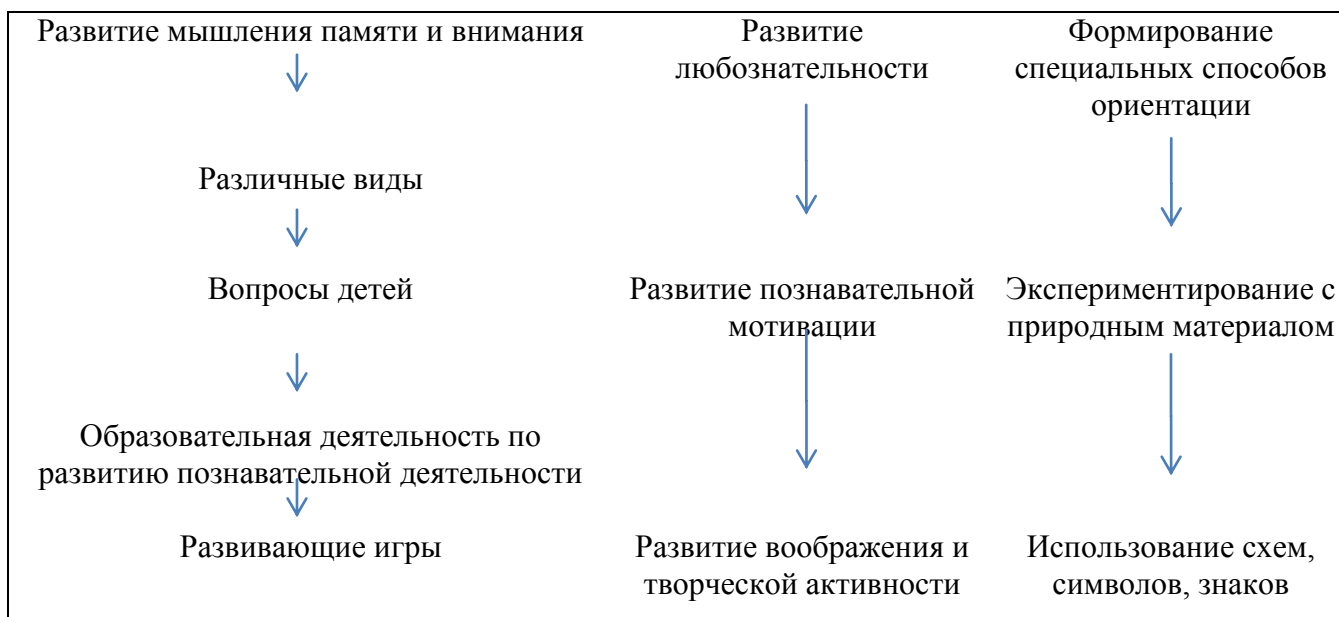 Развитие мышления памяти и внимания
Различные виды
Вопросы детей
Образовательная деятельность по
развитию познавательной деятельности
Развивающие игры
Развитие
любознательности
Развитие познавательной
мотивации
Развитие воображения и
творческой активности
Формирование
специальных способов
ориентации
Экспериментирование с
природным материалом
Использование схем,
символов, знаков